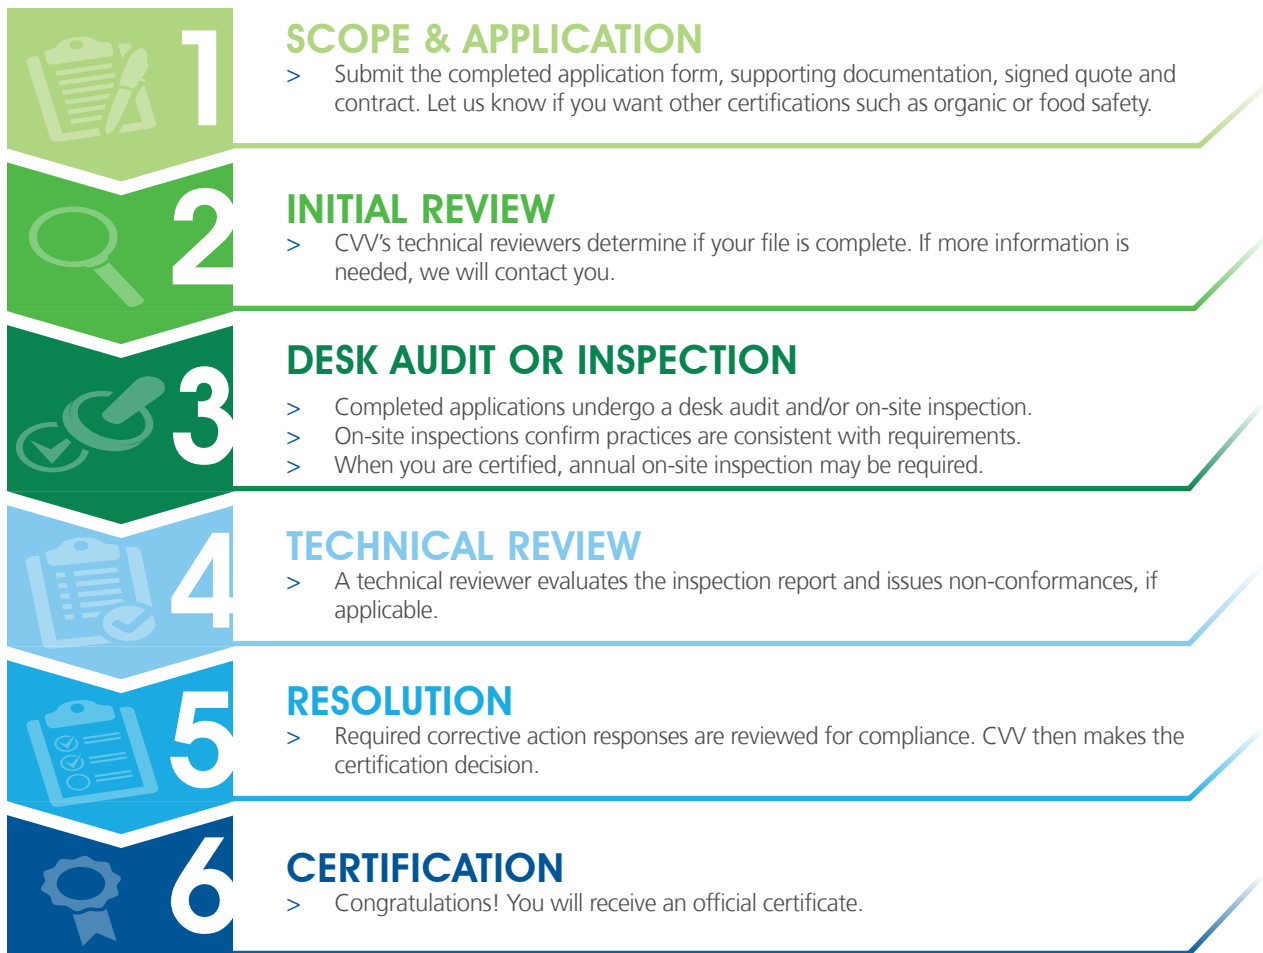 1
SCOPE & APPLICATION
> Submit the completed application form, supporting documentation, signed quote and
contract. Let us know if you want other certifications such as organic or food safety.
2
INITIAL REVIEW
> CVV's technical reviewers determine if your file is complete. If more information is
needed, we will contact you.
3
DESK AUDIT OR INSPECTION
> Completed applications undergo a desk audit and/or on-site inspection.
> On-site inspections confirm practices are consistent with requirements.
> When you are certified, annual on-site inspection may be required.
4
TECHNICAL REVIEW
> A technical reviewer evaluates the inspection report and issues non-conformances, if
applicable.
5
RESOLUTION
> Required corrective action responses are reviewed for compliance. CVV then makes the
certification decision.
6
CERTIFICATION
> Congratulations! You will receive an official certificate.